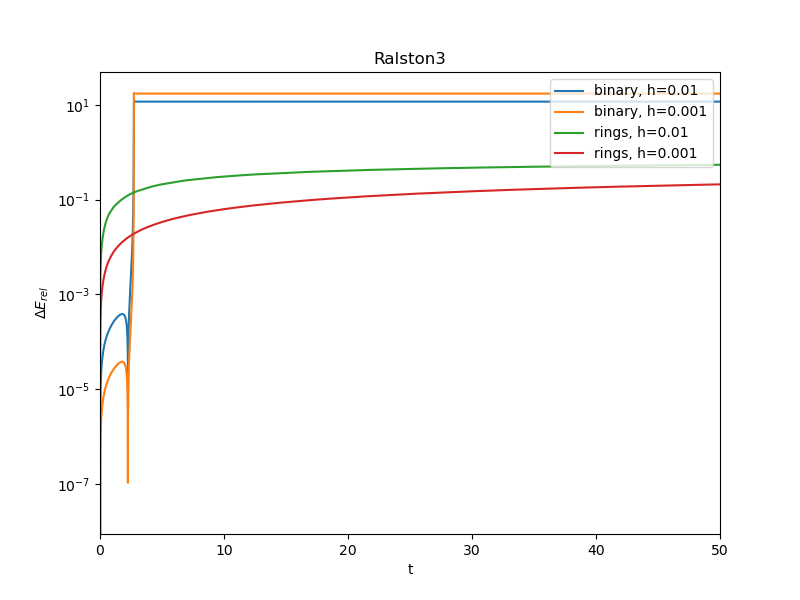 Ralston3
binary, h=0.01
binary, h=0.001
rings, h=0.01
rings, h=0.001
10¹
10⁻¹
10⁻³
10⁻⁵
10⁻⁷
ΔE_rel
0 10 20 30 40 50
t